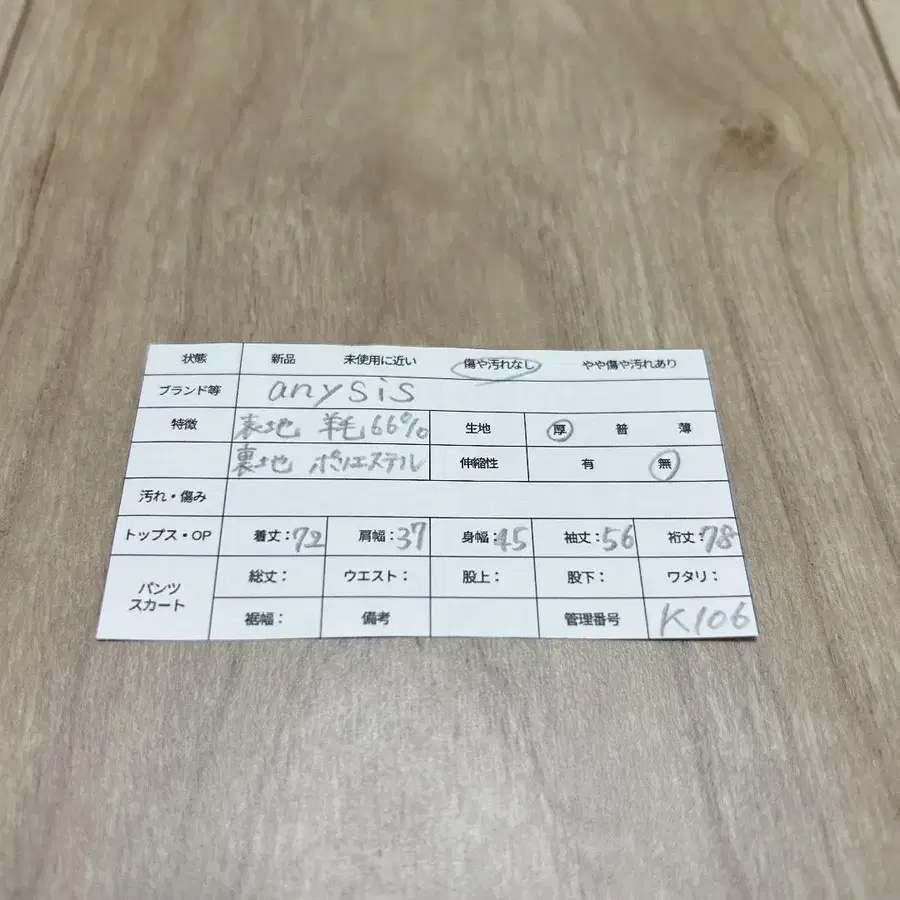 状態 新品 未使用に近い 傷や汚れなし やや傷や汚れあり
ブランド等 anysis
特徴 表地 羊毛66% 生地 厚 普 薄
裏地 ポリエステル 伸縮性 有 無
汚れ・傷み
トップス・OP 着丈:72 肩幅:37 身幅:45 袖丈:56 裄丈:78
パンツ スカート 総丈: ウエスト: 股上: 股下: ワタリ:
裾幅: 備考 管理番号 K106